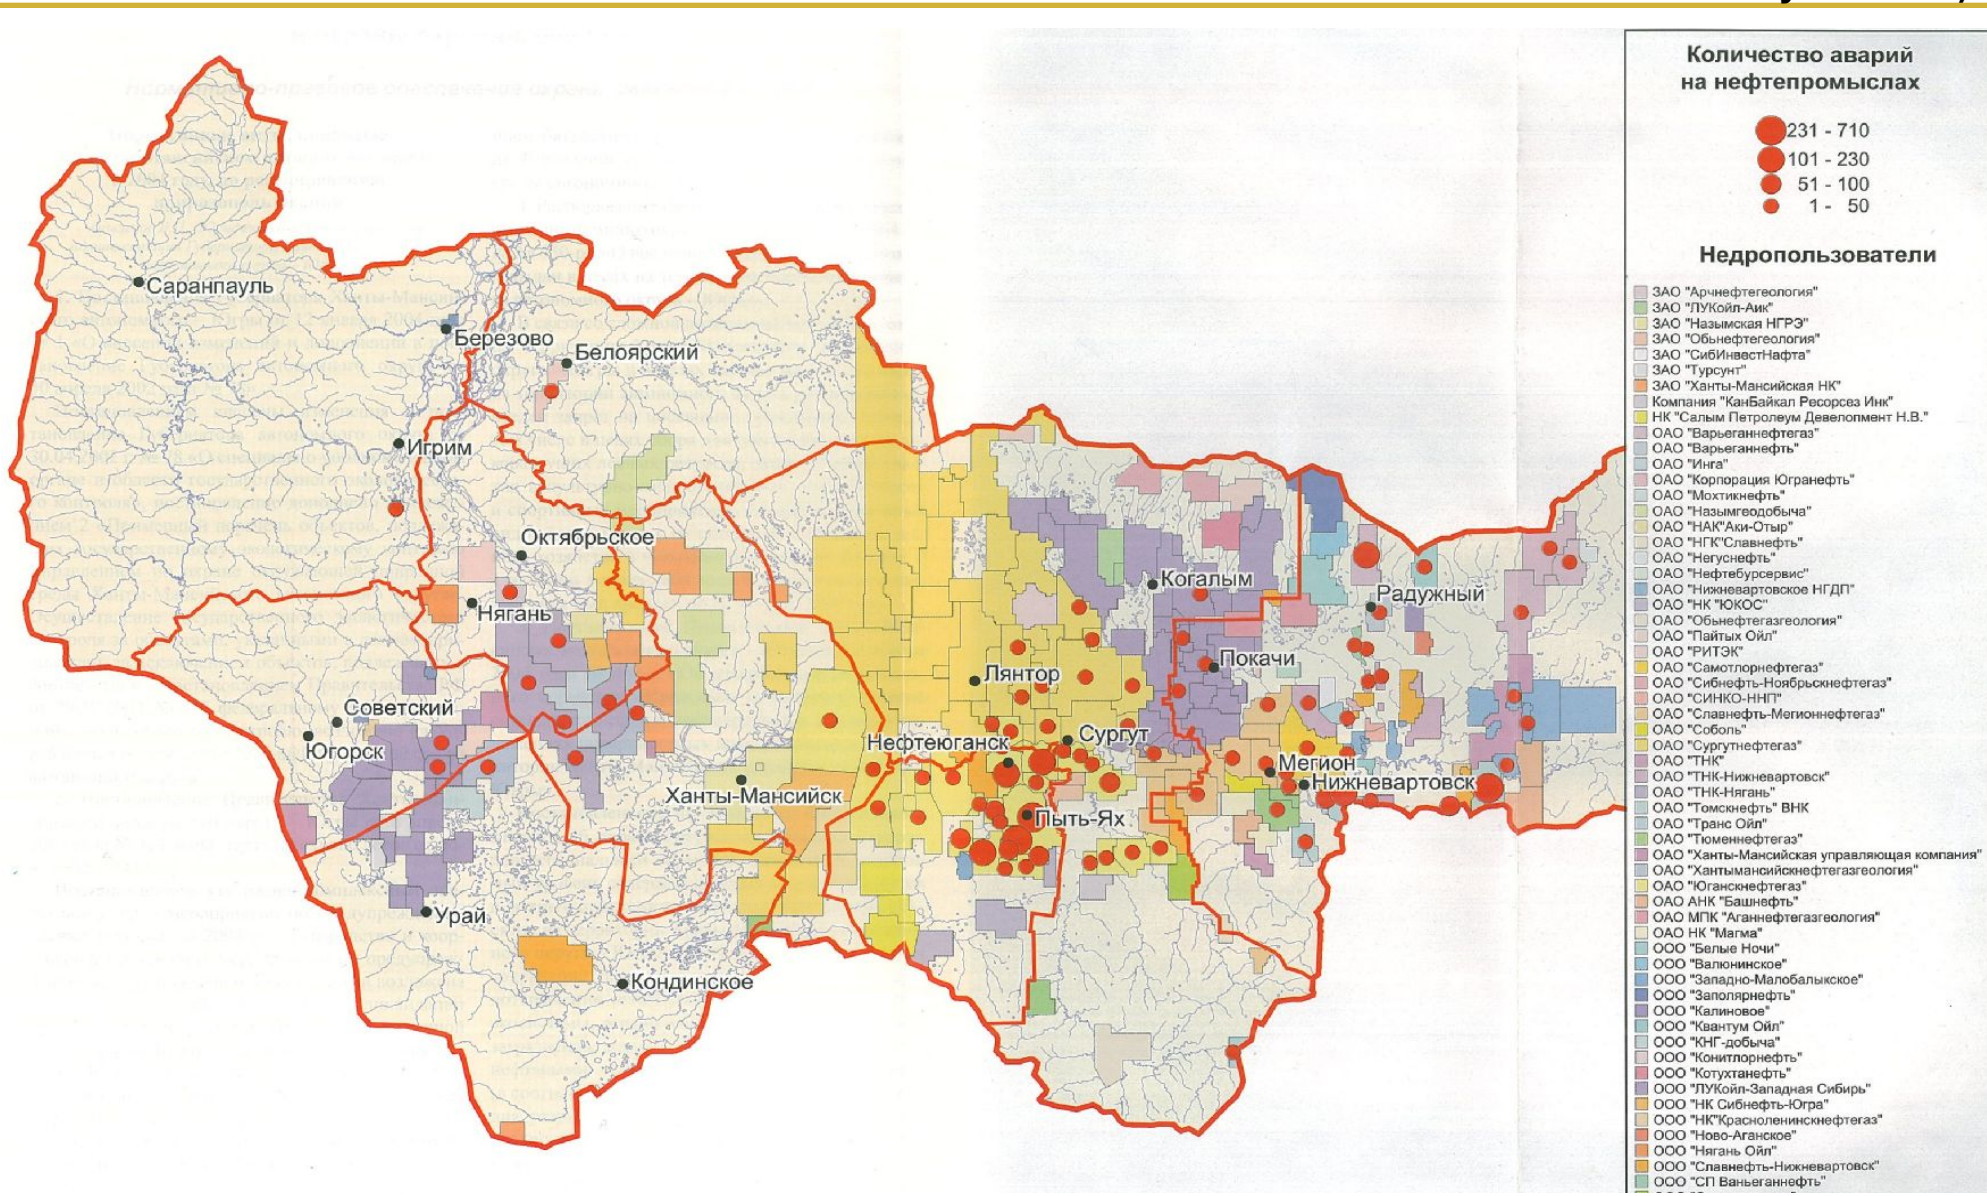 Саранпауль
Березово
Белоярский
Игрим
Октябрьское
Нягань
Когалым
Радужный
Покачи
Лянтор
Советский
Югорск
Нефтеюганск
Сургут
Мегион
Нижневартовск
Ханты-Мансийск
Пыть-Ях
Урай
Кондинское
Количество аварий
на нефтепромыслах
231 - 710
101 - 230
51 - 100
1 - 50
Недропользователи
ЗАО "Арчнефтегеология"
ЗАО "ЛУКойл-Аик"
ЗАО "Назымская НГРЭ"
ЗАО "Обьнефтегеология"
ЗАО "СибИнвестНафта"
ЗАО "Турсунт"
ЗАО "Ханты-Мансийская НК"
Компания "КанБайкал Ресорсез Инк"
НК "Салым Петролеум Девелопмент Н.В."
ОАО "Варьеганнефтегаз"
ОАО "Варьеганнефть"
ОАО "Инга"
ОАО "Корпорация Югранефть"
ОАО "Мохтикнефть"
ОАО "Назымгеодобыча"
ОАО "НАК"Аки-Отыр"
ОАО "НГК"Славнефть"
ОАО "Негуснефть"
ОАО "Нефтебурсервис"
ОАО "Нижневартовское НГДП"
ОАО "НК "ЮКОС"
ОАО "Обьнефтегазгеология"
ОАО "Пайтых Ойл"
ОАО "РИТЭК"
ОАО "Самотлорнефтегаз"
ОАО "Сибнефть-Ноябрьскнефтегаз"
ОАО "СИНКО-ННП"
ОАО "Славнефть-Мегионнефтегаз"
ОАО "Соболь"
ОАО "Сургутнефтегаз"
ОАО "ТНК"
ОАО "ТНК-Нижневартовск"
ОАО "ТНК-Нягань"
ОАО "Томскнефть" ВНК
ОАО "Транс Ойл"
ОАО "Тюменнефтегаз"
ОАО "Ханты-Мансийская управляющая компания"
ОАО "Хантымансийскнефтегазгеология"
ОАО "Юганскнефтегаз"
ОАО АНК "Башнефть"
ОАО МПК "Аганнефтегазгеология"
ОАО НК "Магма"
ООО "Белые Ночи"
ООО "Валюнинское"
ООО "Западно-Малобалыкское"
ООО "Заполярнефть"
ООО "Калиновое"
ООО "Квантум Ойл"
ООО "КНГ-добыча"
ООО "Конитлорнефть"
ООО "Котухтанефть"
ООО "ЛУКойл-Западная Сибирь"
ООО "НК Сибнефть-Югра"
ООО "НК"Красноленинскнефтегаз"
ООО "Ново-Аганское"
ООО "Нягань Ойл"
ООО "Славнефть-Нижневартовск"
ООО "СП Ваньеганнефть"